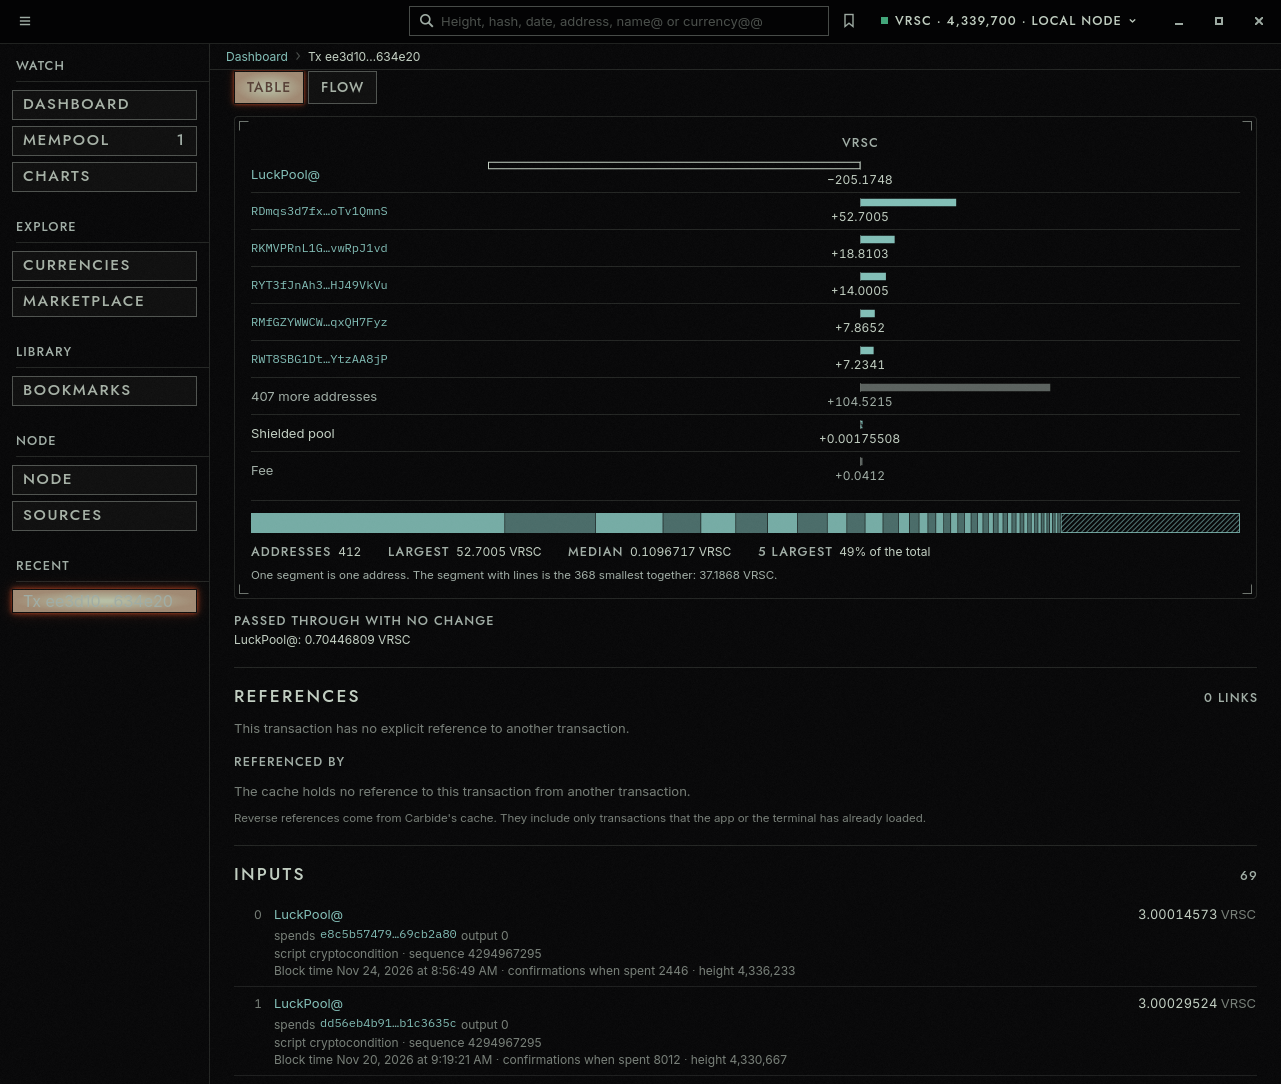 Height, hash, date, address, name@ or currency@@
VRSC · 4,339,700 · LOCAL NODE
WATCH
DASHBOARD
MEMPOOL 1
CHARTS
EXPLORE
CURRENCIES
MARKETPLACE
LIBRARY
BOOKMARKS
NODE
NODE
SOURCES
RECENT
Dashboard › Tx ee3d10…634e20
TABLE FLOW
VRSC
LuckPool@ −205.1748
RDmqs3d7fx…oTv1QmnS +52.7005
RKMVPRnL1G…vwRpJ1vd +18.8103
RYT3fJnAh3…HJ49VkVu +14.0005
RMfGZYWWCW…qxQH7Fyz +7.8652
RWT8SBG1Dt…YtzAA8jP +7.2341
407 more addresses +104.5215
Shielded pool +0.00175508
Fee +0.0412
ADDRESSES 412 LARGEST 52.7005 VRSC MEDIAN 0.1096717 VRSC 5 LARGEST 49% of the total
One segment is one address. The segment with lines is the 368 smallest together: 37.1868 VRSC.
PASSED THROUGH WITH NO CHANGE
LuckPool@: 0.70446809 VRSC
REFERENCES 0 LINKS
This transaction has no explicit reference to another transaction.
REFERENCED BY
The cache holds no reference to this transaction from another transaction.
Reverse references come from Carbide's cache. They include only transactions that the app or the terminal has already loaded.
INPUTS 69
0 LuckPool@ 3.00014573 VRSC
spends e8c5b57479…69cb2a80 output 0
script cryptocondition · sequence 4294967295
Block time Nov 24, 2026 at 8:56:49 AM · confirmations when spent 2446 · height 4,336,233
1 LuckPool@ 3.00029524 VRSC
spends dd56eb4b91…b1c3635c output 0
script cryptocondition · sequence 4294967295
Block time Nov 20, 2026 at 9:19:21 AM · confirmations when spent 8012 · height 4,330,667